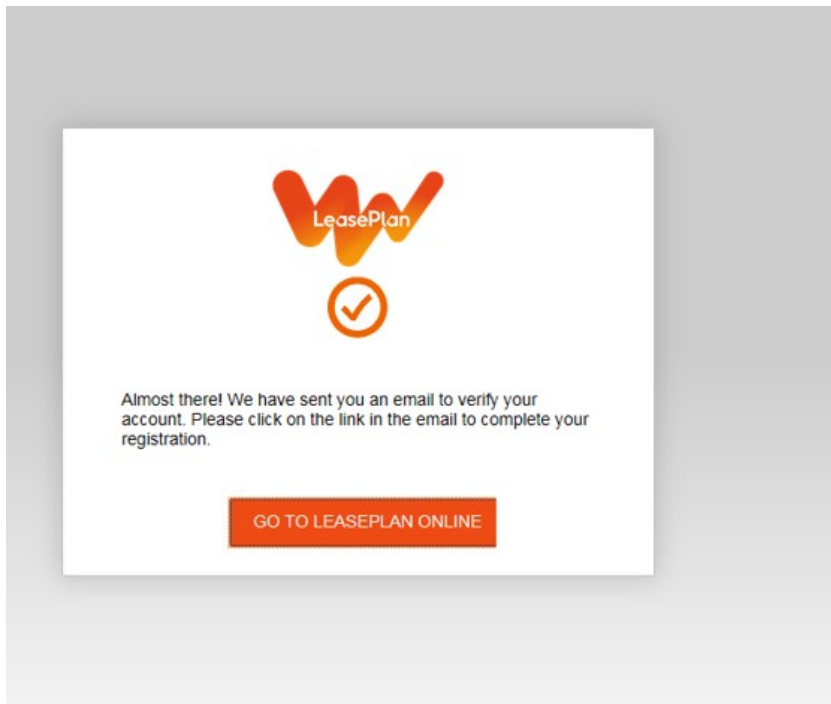 LeasePlan
Almost there! We have sent you an email to verify your
account. Please click on the link in the email to complete your
registration.
GO TO LEASEPLAN ONLINE